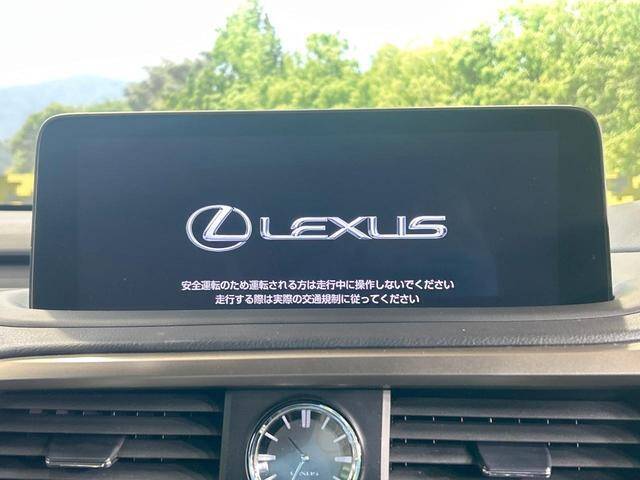 LEXUS
安全運転のため運転される方は走行中に操作しないでください
走行する際は実際の交通規制に従ってください
LEXUS